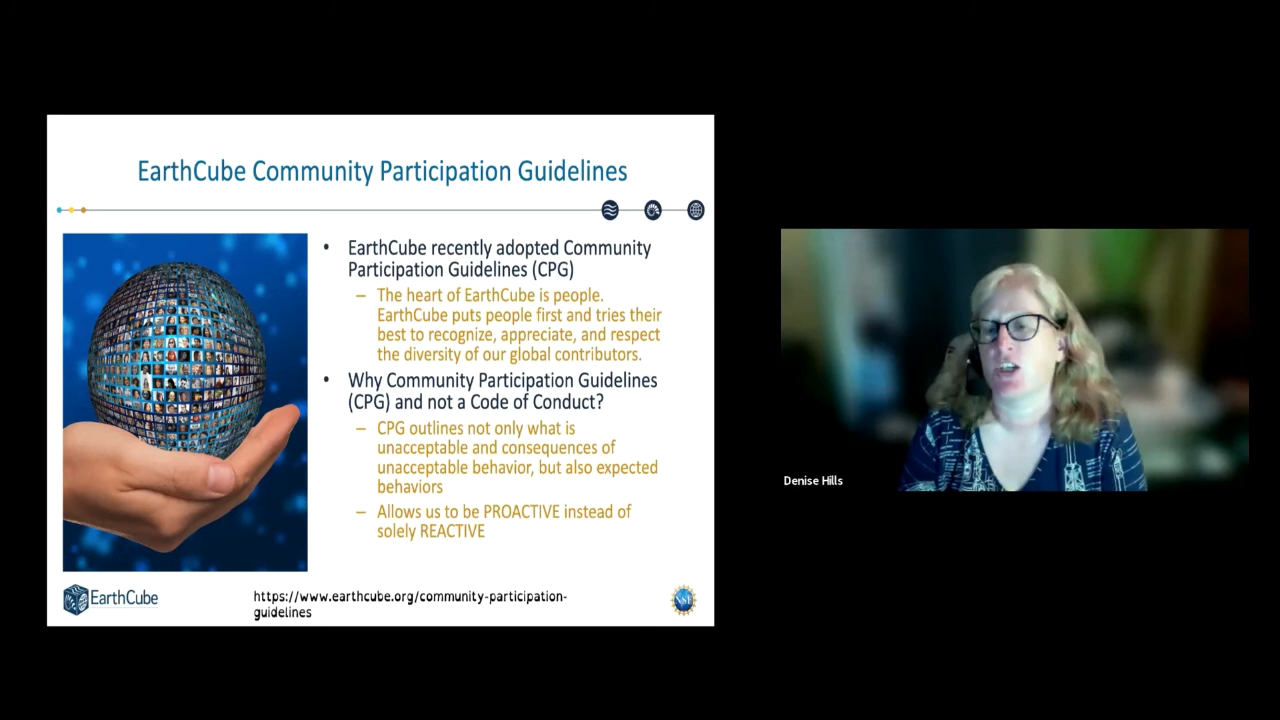 EarthCube Community Participation Guidelines
• EarthCube recently adopted Community
Participation Guidelines (CPG)
– The heart of EarthCube is people.
EarthCube puts people first and tries their
best to recognize, appreciate, and respect
the diversity of our global contributors.
• Why Community Participation Guidelines
(CPG) and not a Code of Conduct?
– CPG outlines not only what is
unacceptable and consequences of
unacceptable behavior, but also expected
behaviors
– Allows us to be PROACTIVE instead of
solely REACTIVE
EarthCube
https://www.earthcube.org/community-participation-
guidelines
NSF
Denise Hills